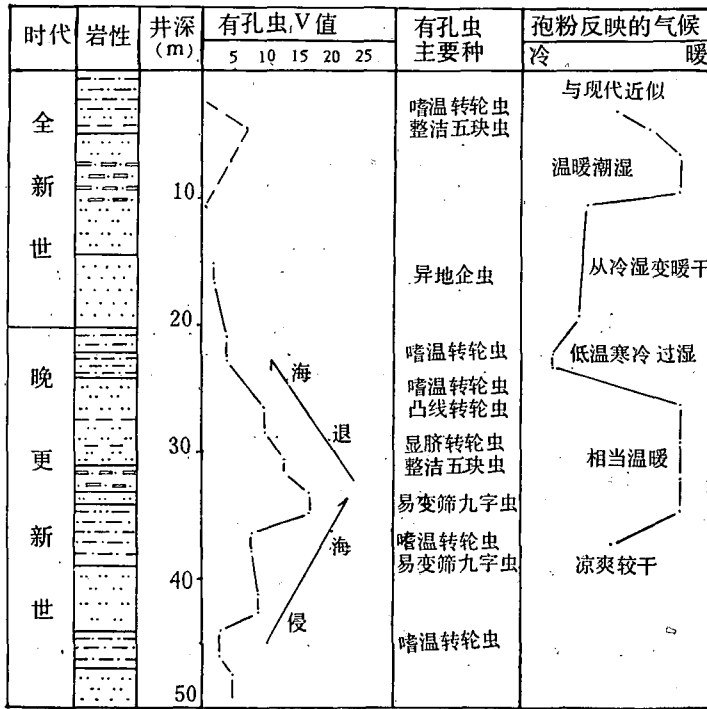 时代 岩性 井深 (m) 有孔虫,V值 有孔虫 主要种 孢粉反映的气候
5 10 15 20 25
冷 暖
全新世
晚更新世
10
20
30
40
50
海退
海侵
嗜温转轮虫
整洁五玦虫
异地企虫
嗜温转轮虫
嗜温转轮虫
凸线转轮虫
显脐转轮虫
整洁五玦虫
易变筛九字虫
嗜温转轮虫
易变筛九字虫
嗜温转轮虫
与现代近似
温暖潮湿
从冷湿变暖干
低温寒冷过湿
相当温暖
凉爽较干